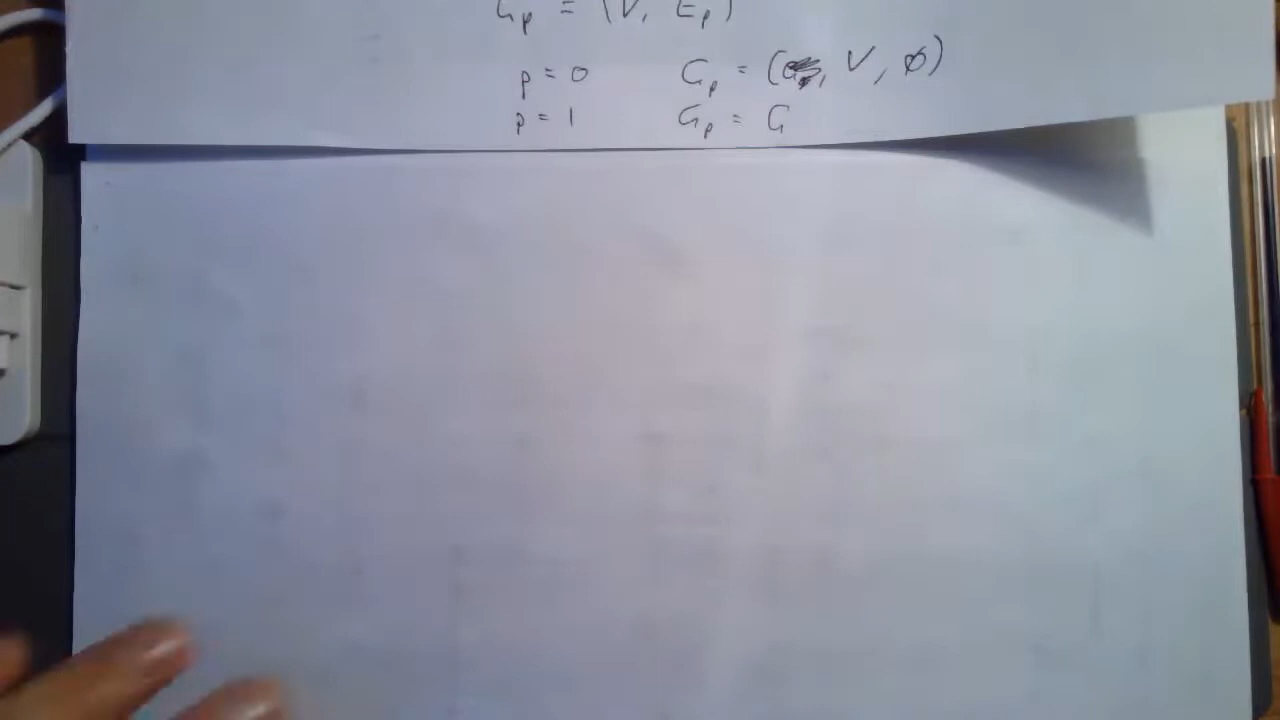 G_p = (V, E_p)
p = 0 G_p = (V, ∅)
p = 1 G_p = G